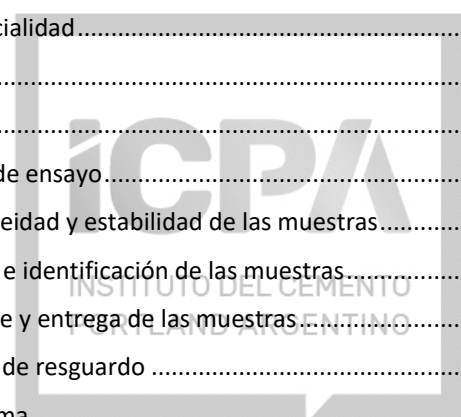 cialidad....................................................
............................................................
............................................................
de ensayo................................................
eidad y estabilidad de las muestras............
e identificación de las muestras.................
e y entrega de las muestras........................
de resguardo ............................................
ma
ICPA
INSTITUTO DEL CEMENTO
PORTLAND ARGENTINO